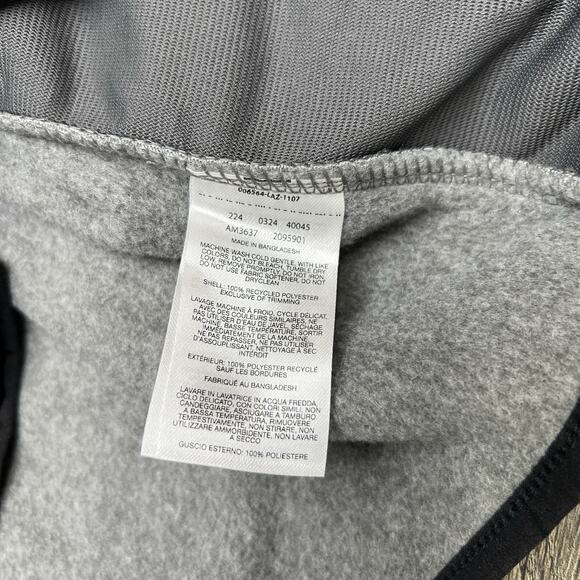 006564-LAZ-1107
224 0324 40045
AM3637 2095901
MADE IN BANGLADESH
MACHINE WASH COLD GENTLE, WITH LIKE
COLORS, DO NOT BLEACH, TUMBLE DRY
LOW, REMOVE PROMPTLY, DO NOT IRON,
DO NOT USE FABRIC SOFTENER, DO NOT
DRYCLEAN
SHELL: 100% RECYCLED POLYESTER
EXCLUSIVE OF TRIMMING
LAVAGE MACHINE À FROID, CYCLE DÉLICAT,
AVEC DES COULEURS SIMILAIRES, NE
PAS UTILISER D'EAU DE JAVEL, SÉCHAGE
MACHINE, BASSE TEMPÉRATURE, SORTIR
IMMÉDIATEMENT DE LA MACHINE
NE PAS REPASSER, NE PAS UTILISER
D'ASSOUPLISSANT, NETTOYAGE À SEC
INTERDIT
EXTÉRIEUR: 100% POLYESTER RECYCLÉ
SAUF LES BORDURES
FABRIQUÉ AU BANGLADESH
LAVARE IN LAVATRICE IN ACQUA FREDDA,
CICLO DELICATO, CON COLORI SIMILI, NON
CANDEGGIARE, ASCIUGARE A TAMBURO
A BASSA TEMPERATURA, RIMUOVERE
TEMPESTIVAMENTE, NON STIRARE, NON
UTILIZZARE AMMORBIDENTE, NON LAVARE
A SECCO
GUSCIO ESTERNO: 100% POLIESTERE